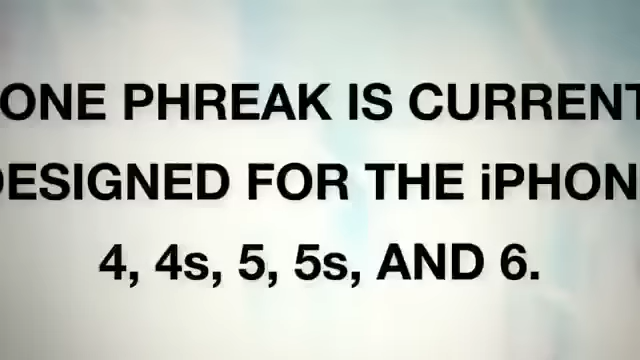 ONE PHREAK IS CURRENT
DESIGNED FOR THE iPHON
4, 4s, 5, 5s, AND 6.